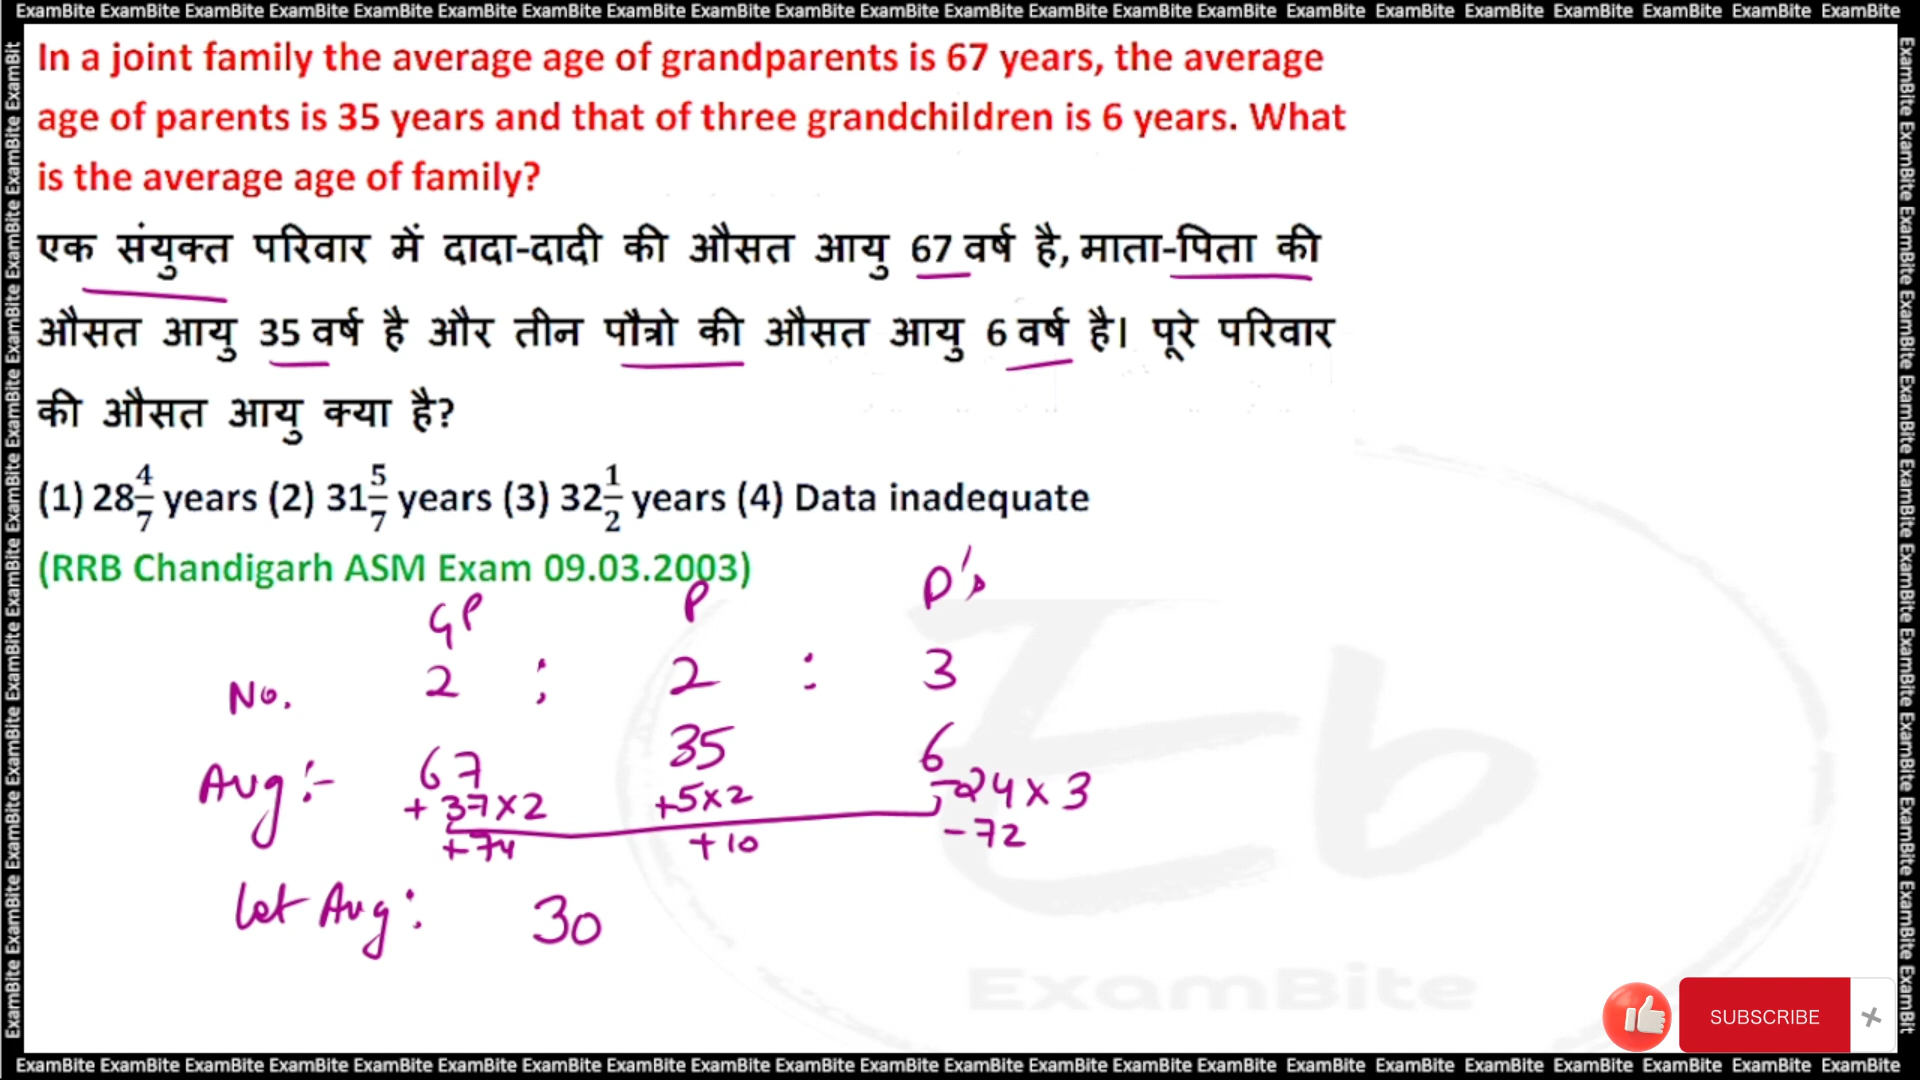 ExamBite ExamBite ExamBite ExamBite ExamBite ExamBite ExamBite ExamBite ExamBite ExamBite ExamBite ExamBite ExamBite ExamBite ExamBite ExamBite ExamBite ExamBite ExamBite ExamBite ExamBite ExamBite
In a joint family the average age of grandparents is 67 years, the average
age of parents is 35 years and that of three grandchildren is 6 years. What
is the average age of family?
एक संयुक्त परिवार में दादा-दादी की औसत आयु 67 वर्ष है, माता-पिता की
औसत आयु 35 वर्ष है और तीन पौत्रो की औसत आयु 6 वर्ष है। पूरे परिवार
की औसत आयु क्या है?
(1) 28 4/7 years (2) 31 5/7 years (3) 32 1/2 years (4) Data inadequate
(RRB Chandigarh ASM Exam 09.03.2003)
GP P
No. 2 : 2 : 3
Avg :- 67 35 6
+37×2 +5×2 -24×3
+74 +10 -72
Let Avg : 30
Eb
ExamBite
SUBSCRIBE +
ExamBite ExamBite ExamBite ExamBite ExamBite ExamBite ExamBite ExamBite ExamBite ExamBite ExamBite ExamBite ExamBite ExamBite ExamBite ExamBite ExamBite ExamBite ExamBite ExamBite ExamBite ExamBite